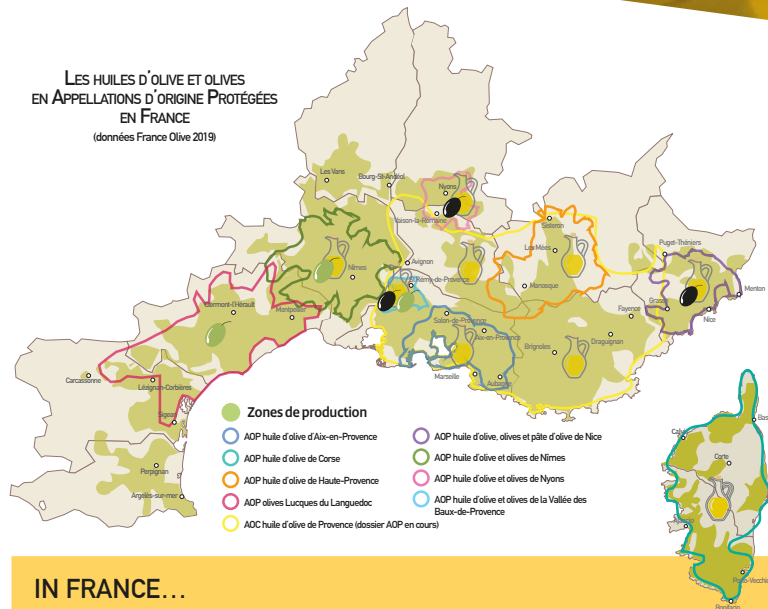 LES HUILES D'OLIVE ET OLIVES
EN APPELLATIONS D'ORIGINE PROTÉGÉES
EN FRANCE
(données France Olive 2019)
Les Vans
Bourg-St-Andéol
Nyons
Vaison-la-Romaine
Sisteron
Les Mées
Puget-Théniers
Avignon
Nîmes
St-Rémy-de-Provence
Manosque
Menton
Grasse
Nice
Fayence
Clermont-l'Hérault
Montpellier
Salon-de-Provence
Aix-en-Provence
Draguignan
Brignoles
Carcassonne
Lézignan-Corbières
Marseille
Aubagne
Sigean
Perpignan
Argelès-sur-mer
Zones de production
AOP huile d'olive d'Aix-en-Provence
AOP huile d'olive de Corse
AOP huile d'olive de Haute-Provence
AOP olives Lucques du Languedoc
AOC huile d'olive de Provence (dossier AOP en cours)
AOP huile d'olive, olives et pâte d'olive de Nice
AOP huile d'olive et olives de Nîmes
AOP huile d'olive et olives de Nyons
AOP huile d'olive et olives de la Vallée des
Baux-de-Provence
Bas
Calvi
Corte
Ajaccio
Porto-Vecchio
Bonifacio
IN FRANCE...